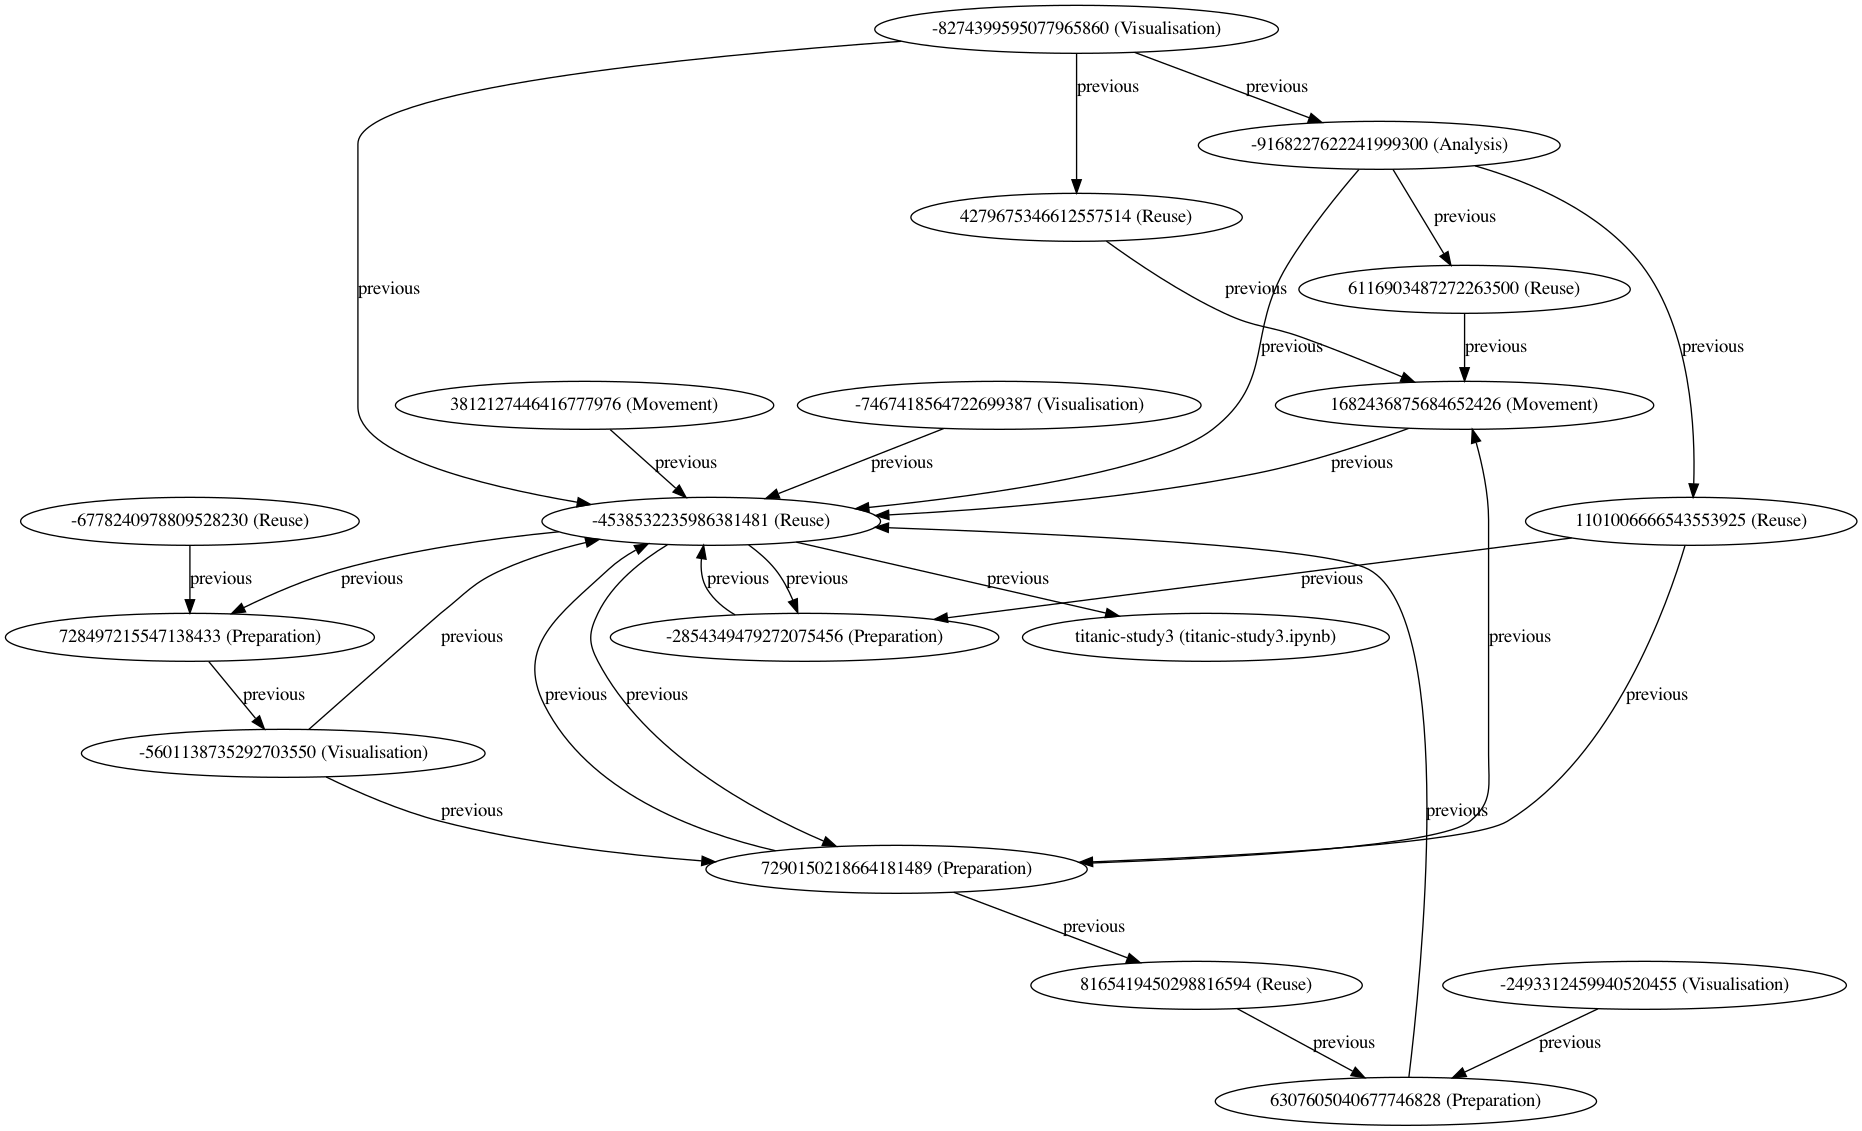 -8274399595077965860 (Visualisation)
previous
previous
-9168227622241999300 (Analysis)
4279675346612557514 (Reuse)
previous
previous
previous
6116903487272263500 (Reuse)
previous
previous
previous
3812127446416777976 (Movement)
-7467418564722699387 (Visualisation)
1682436875684652426 (Movement)
previous
previous
previous
previous
-6778240978809528230 (Reuse)
-4538532235986381481 (Reuse)
1101006666543553925 (Reuse)
previous
previous
previous
previous
previous
previous
728497215547138433 (Preparation)
previous
-2854349479272075456 (Preparation)
titanic-study3 (titanic-study3.ipynb)
previous
previous
previous
previous
previous
-5601138735292703550 (Visualisation)
previous
previous
7290150218664181489 (Preparation)
previous
8165419450298816594 (Reuse)
-2493312459940520455 (Visualisation)
previous
previous
6307605040677746828 (Preparation)